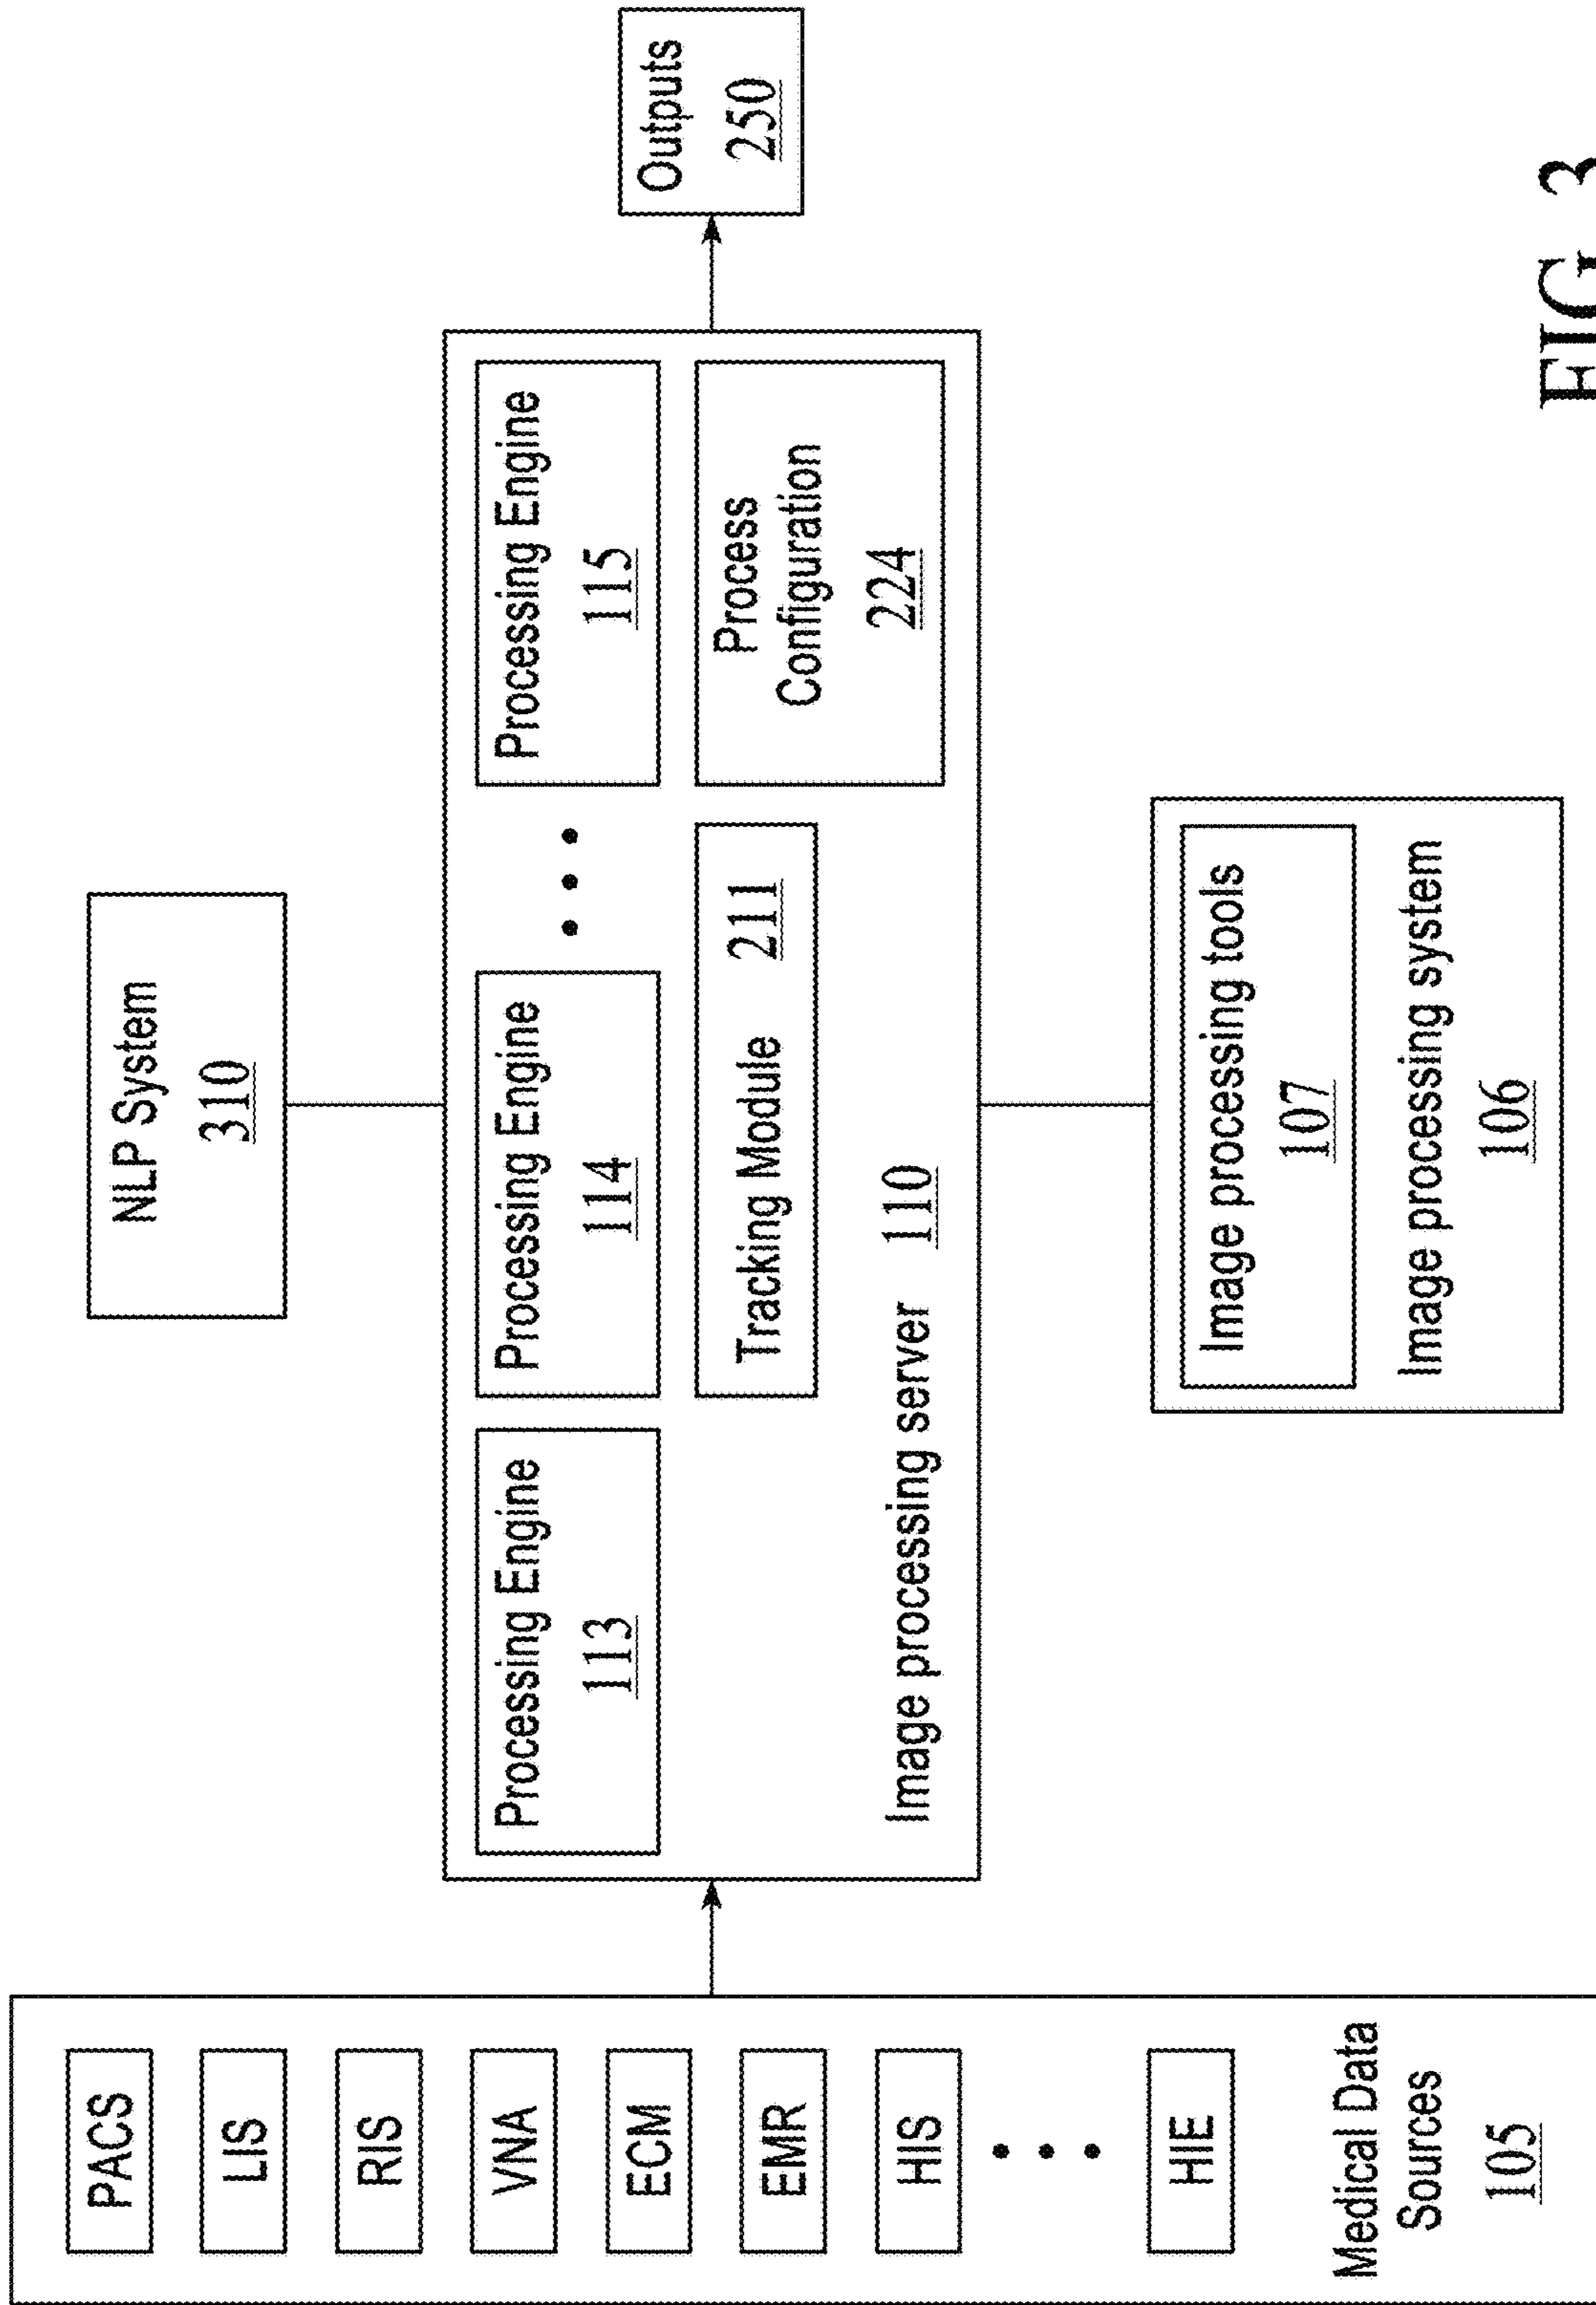 PACS
LIS
RIS
VNA
ECM
EMR
HIS
HIE
Medical Data
Sources
105
NLP System
310
Processing Engine
113
Processing Engine
114
Processing Engine
115
Tracking Module 211
Process
Configuration
224
Image processing server 110
Image processing tools
107
Image processing system
106
Outputs
250
FIG. 3